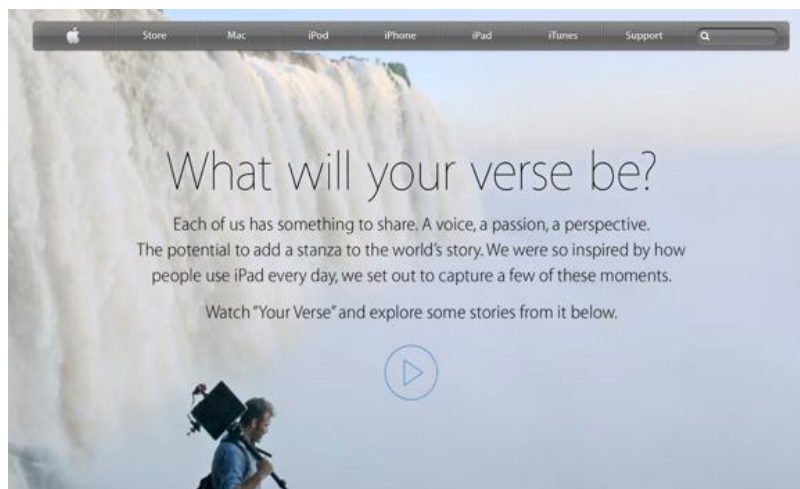 Store Mac iPod iPhone iPad iTunes Support
What will your verse be?
Each of us has something to share. A voice, a passion, a perspective.
The potential to add a stanza to the world's story. We were so inspired by how
people use iPad every day, we set out to capture a few of these moments.
Watch "Your Verse" and explore some stories from it below.